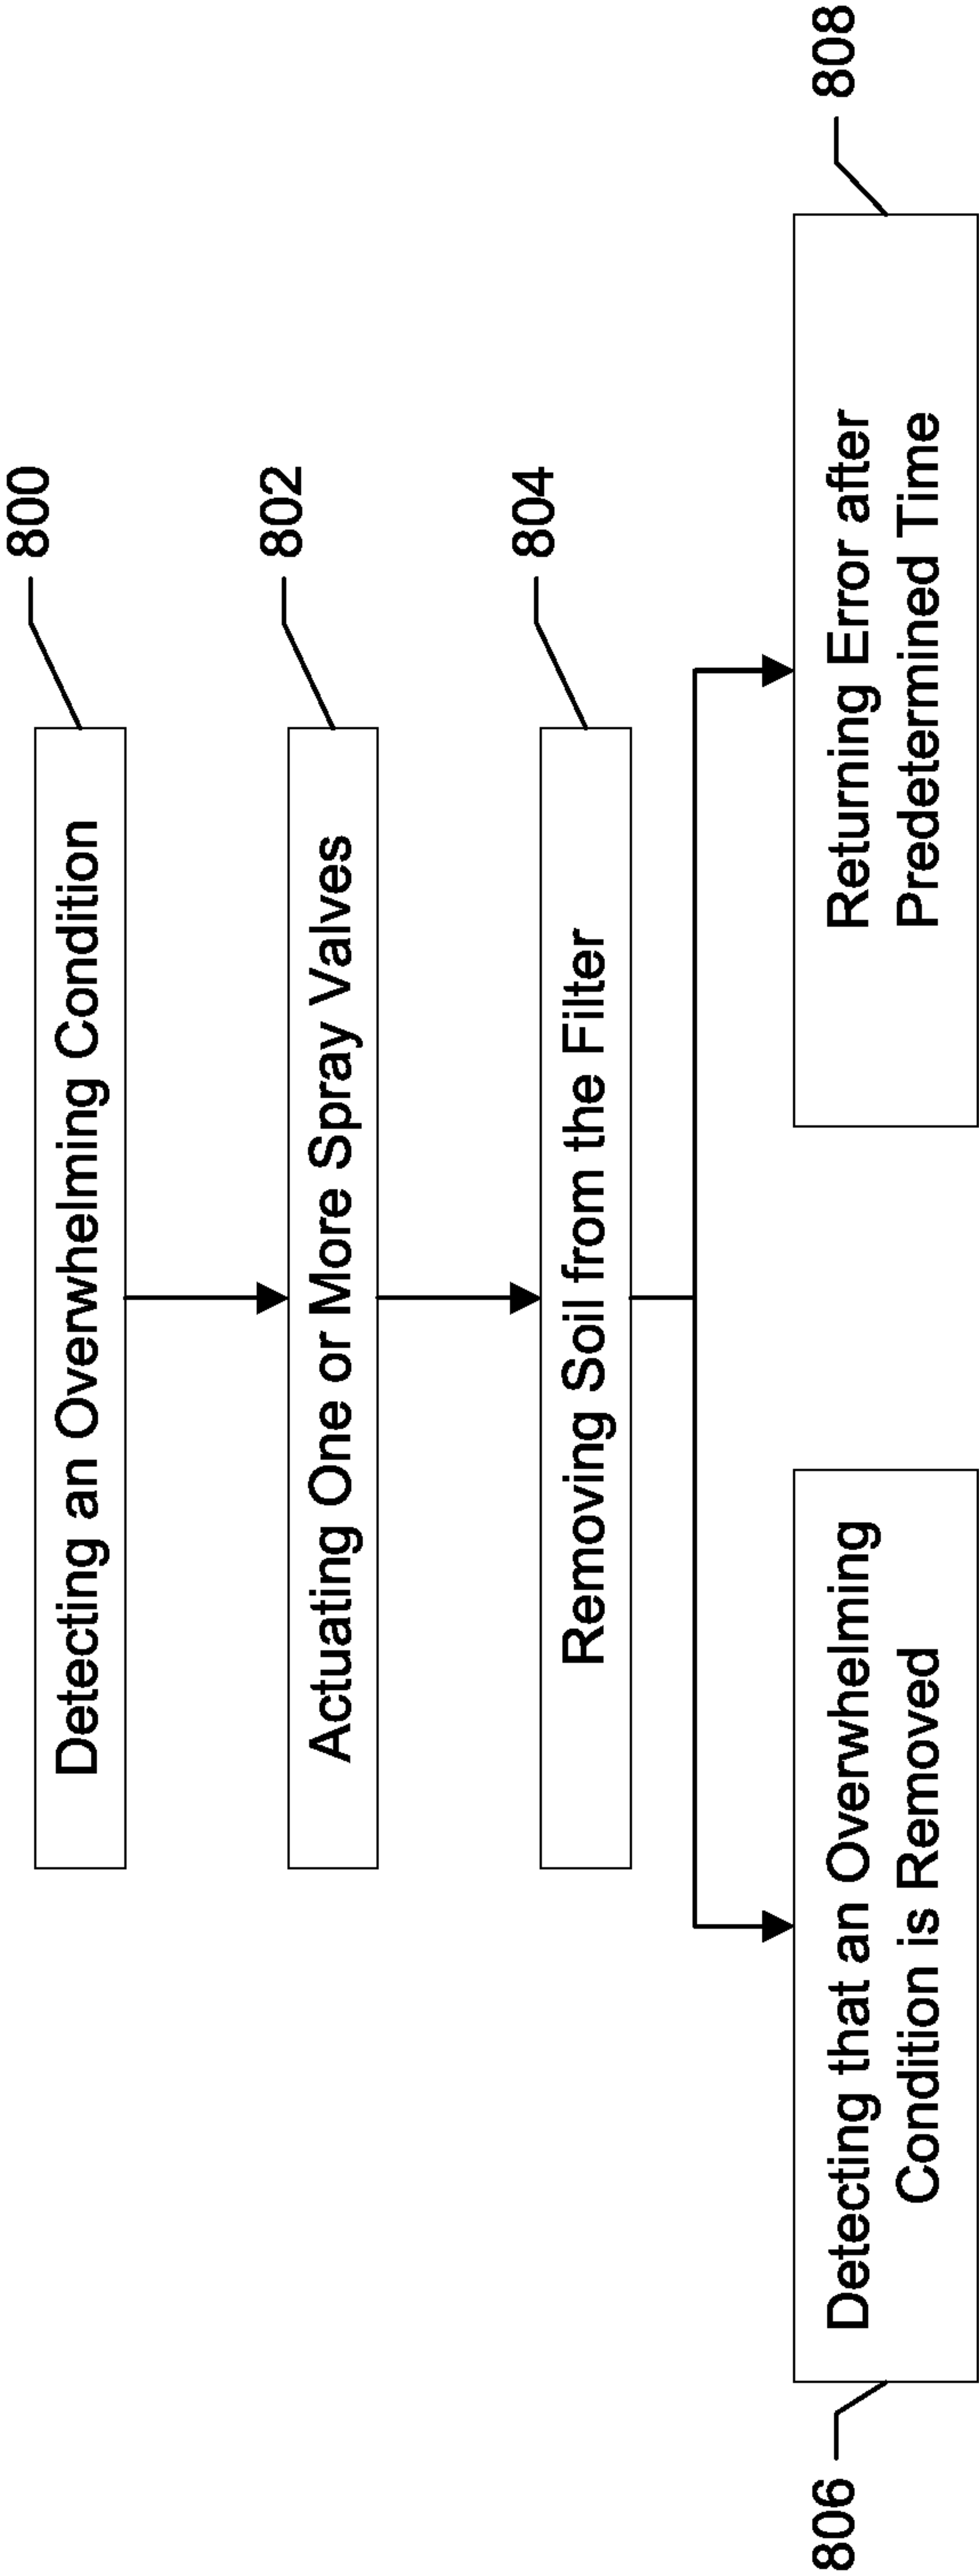 800
Detecting an Overwhelming Condition
802
Actuating One or More Spray Valves
804
Removing Soil from the Filter
806
Detecting that an Overwhelming
Condition is Removed
808
Returning Error after
Predetermined Time